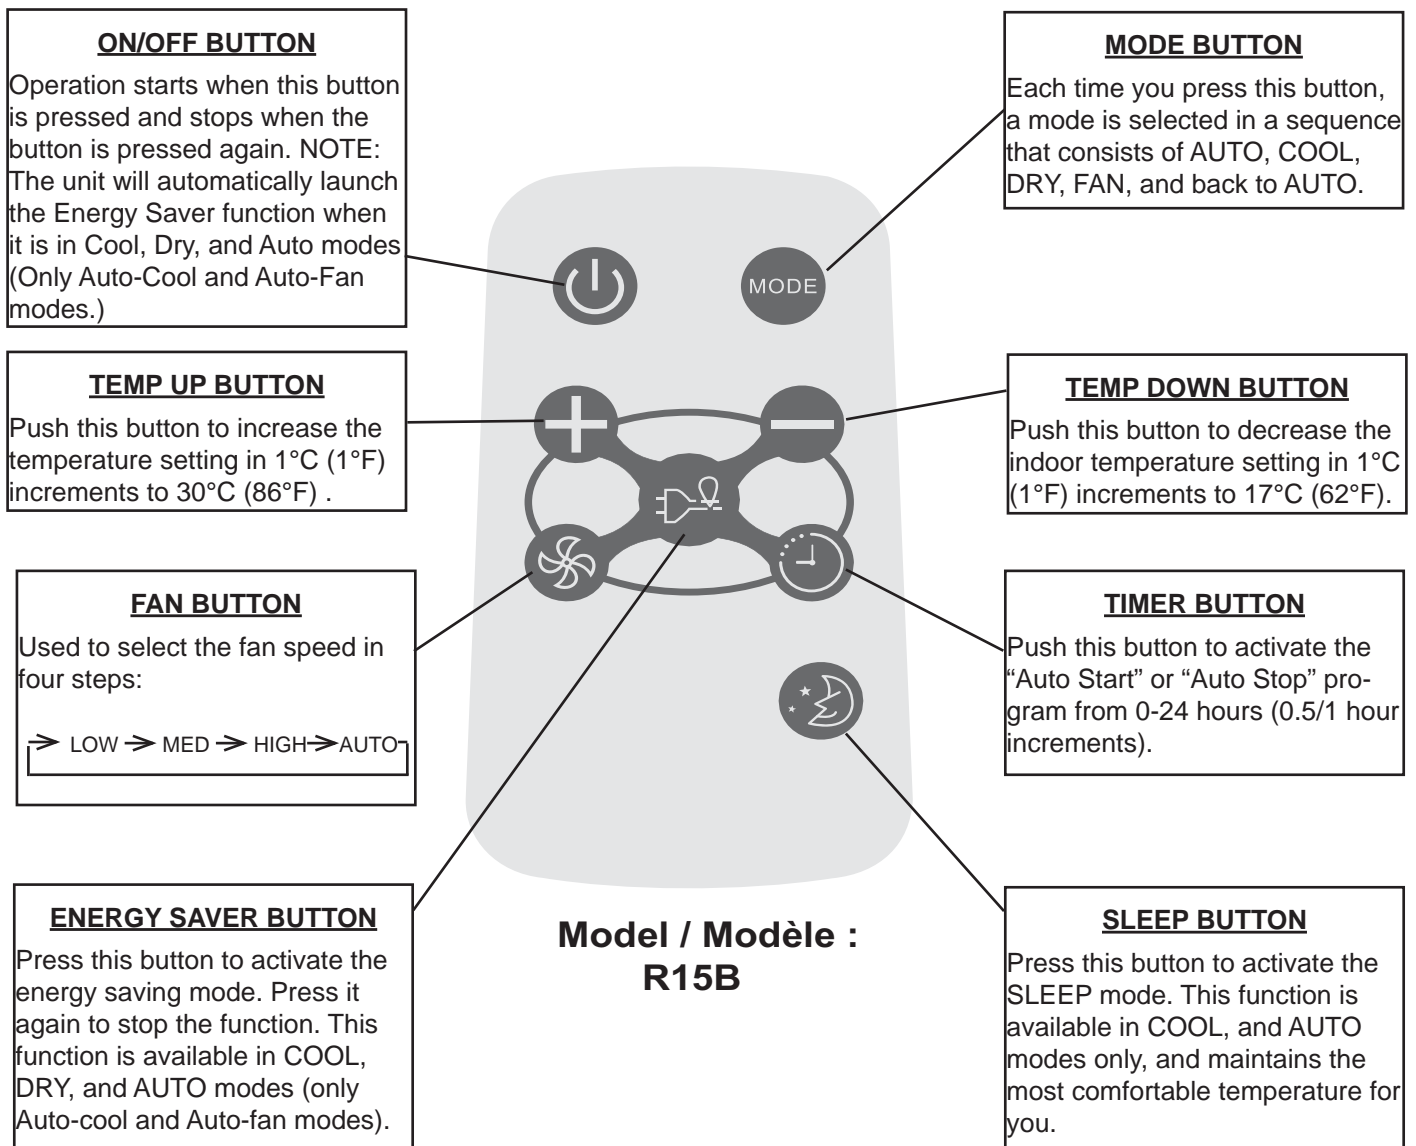 ON/OFF BUTTON
Operation starts when this button
is pressed and stops when the
button is pressed again. NOTE:
The unit will automatically launch
the Energy Saver function when
it is in Cool, Dry, and Auto modes
(Only Auto-Cool and Auto-Fan
modes.)
MODE BUTTON
Each time you press this button,
a mode is selected in a sequence
that consists of AUTO, COOL,
DRY, FAN, and back to AUTO.
MODE
TEMP UP BUTTON
Push this button to increase the
temperature setting in 1°C (1°F)
increments to 30°C (86°F) .
TEMP DOWN BUTTON
Push this button to decrease the
indoor temperature setting in 1°C
(1°F) increments to 17°C (62°F).
FAN BUTTON
Used to select the fan speed in
four steps:
LOW MED HIGH AUTO
TIMER BUTTON
Push this button to activate the
“Auto Start” or “Auto Stop” pro-
gram from 0-24 hours (0.5/1 hour
increments).
ENERGY SAVER BUTTON
Press this button to activate the
energy saving mode. Press it
again to stop the function. This
function is available in COOL,
DRY, and AUTO modes (only
Auto-cool and Auto-fan modes).
Model / Modèle :
R15B
SLEEP BUTTON
Press this button to activate the
SLEEP mode. This function is
available in COOL, and AUTO
modes only, and maintains the
most comfortable temperature for
you.